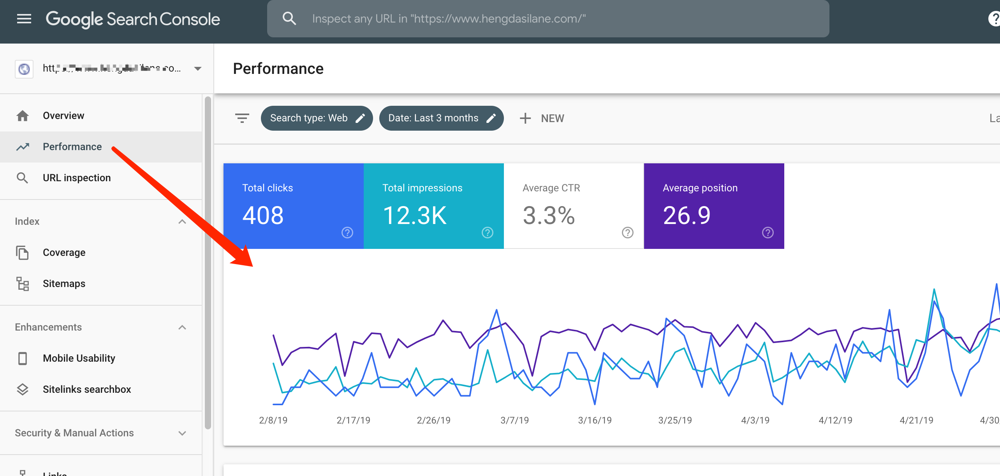 Google Search Console
Inspect any URL in "https://www.hengdasilane.com/"
Performance
Overview
Performance
URL inspection
Index
Coverage
Sitemaps
Enhancements
Mobile Usability
Sitelinks searchbox
Security & Manual Actions
Links
Search type: Web
Date: Last 3 months
NEW
Total clicks
408
Total impressions
12.3K
Average CTR
3.3%
Average position
26.9
2/8/19 2/17/19 2/26/19 3/7/19 3/16/19 3/25/19 4/3/19 4/12/19 4/21/19 4/30